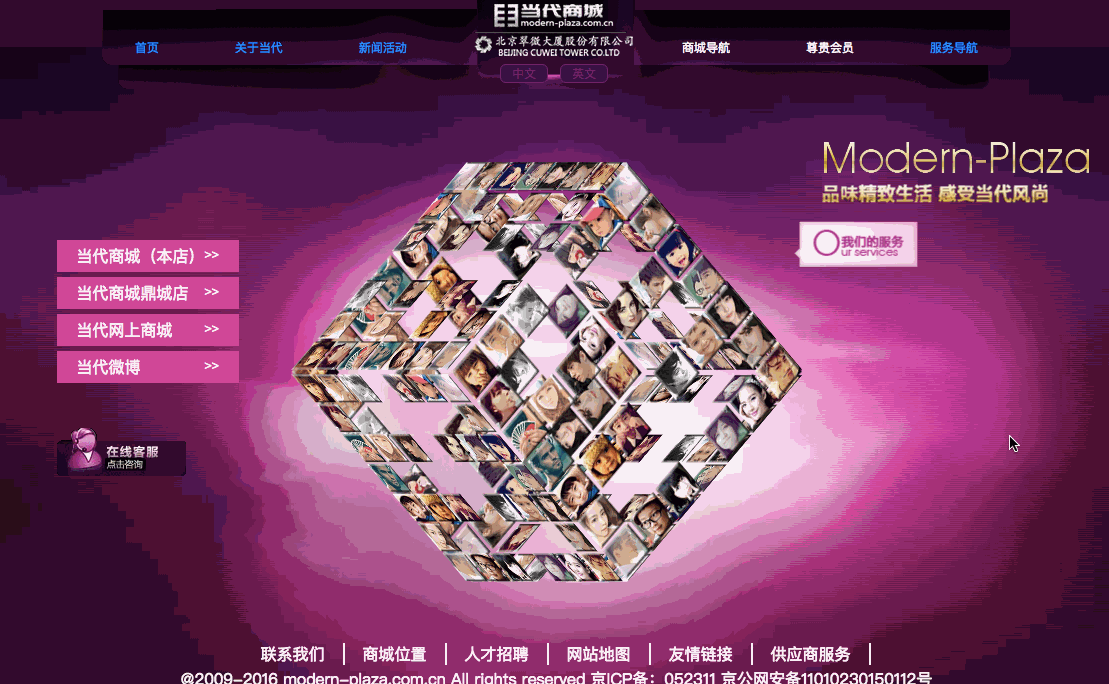 当代商城
modern-plaza.com.cn
北京翠微大厦股份有限公司
BEIJING CUWEI TOWER CO.LTD
首页 关于当代 新闻活动 商城导航 尊贵会员 服务导航
中文 英文
Modern-Plaza
品味精致生活 感受当代风尚
我们的服务
ur services
当代商城（本店） >>
当代商城鼎城店 >>
当代网上商城 >>
当代微博 >>
在线客服
点击咨询
联系我们 商城位置 人才招聘 网站地图 友情链接 供应商服务
@2009-2016 modern-plaza.com.cn All rights reserved 京ICP备：052311 京公网安备11010230150112号